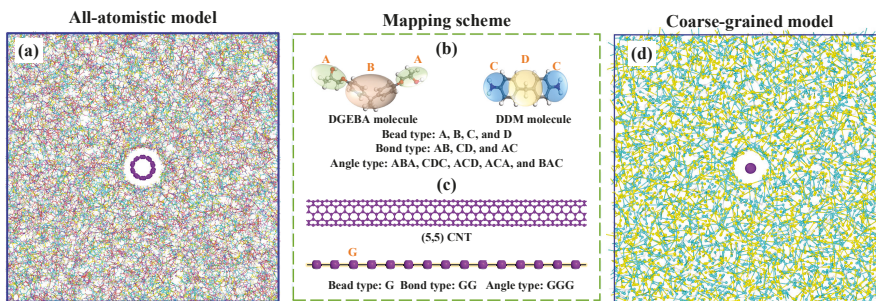 All-atomistic model
Mapping scheme
Coarse-grained model
(a)
(b)
A
B
A
C
D
C
DGEBA molecule
DDM molecule
Bead type: A, B, C, and D
Bond type: AB, CD, and AC
Angle type: ABA, CDC, ACD, ACA, and BAC
(c)
(5,5) CNT
G
Bead type: G Bond type: GG Angle type: GGG
(d)